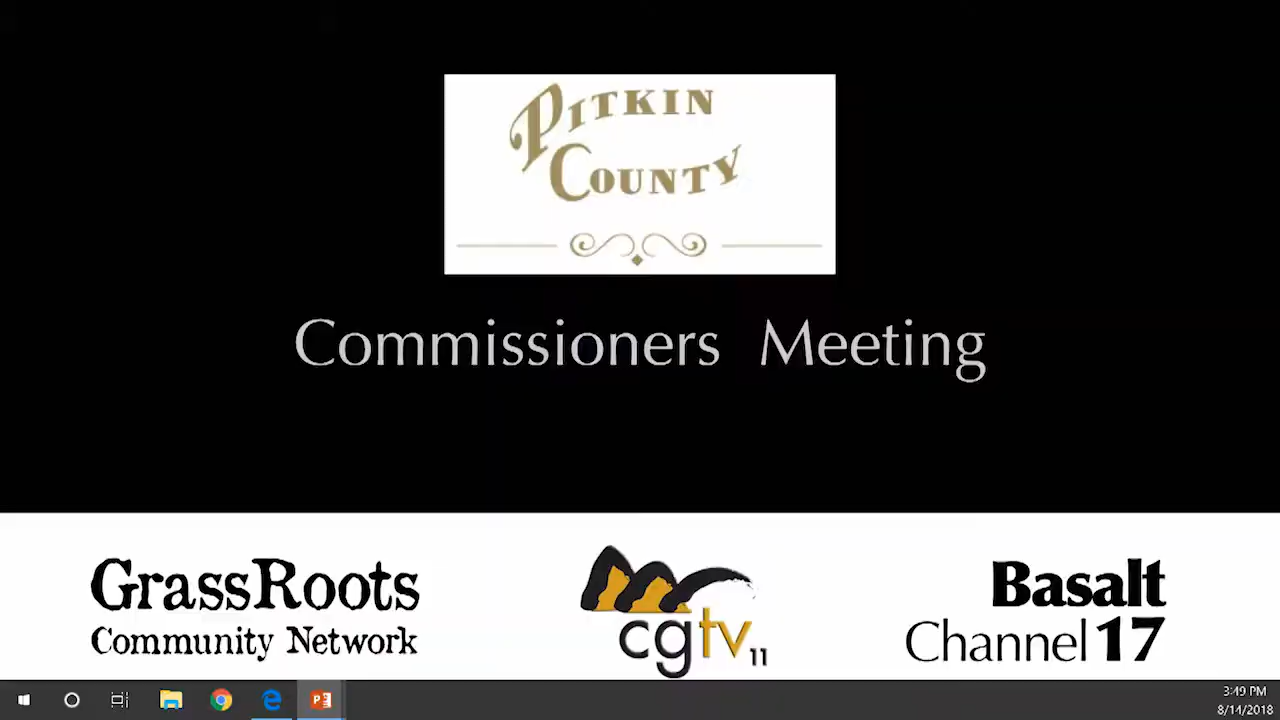 PITKIN
COUNTY
Commissioners Meeting
GrassRoots
Community Network
cgtv11
Basalt
Channel 17
3:49 PM
8/14/2018